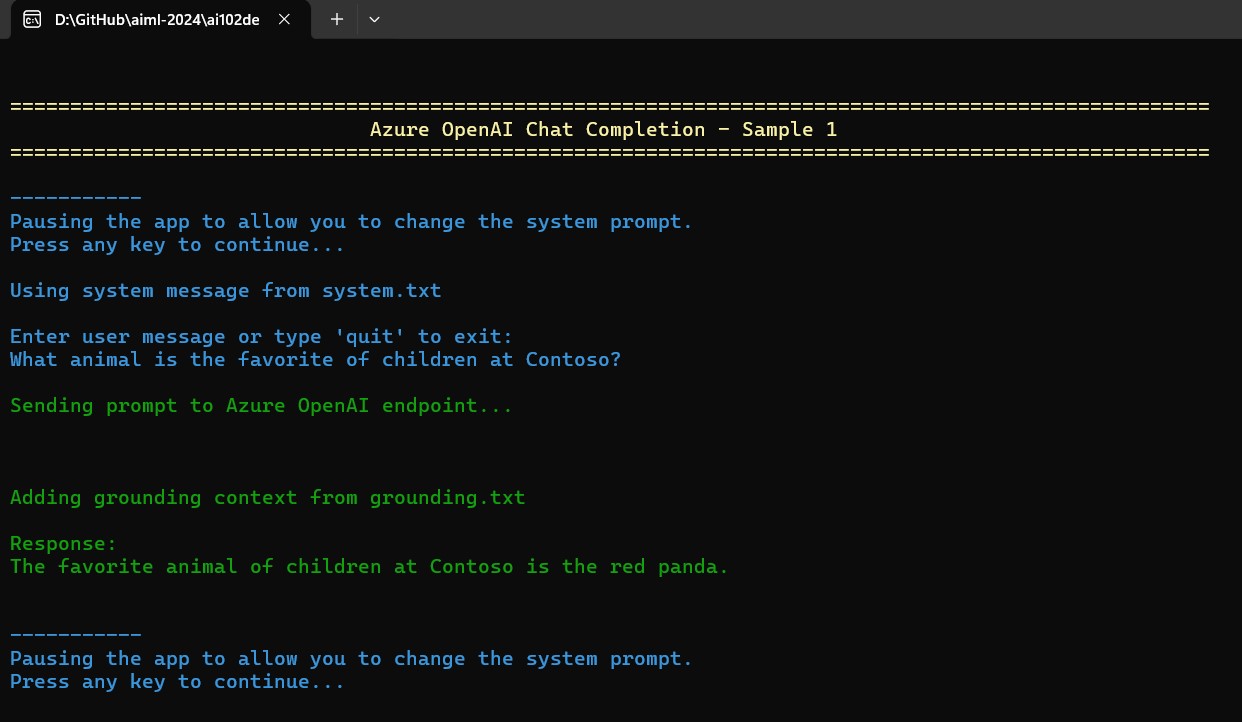 D:\GitHub\aiml-2024\ai102de
====================================================================================================
Azure OpenAI Chat Completion - Sample 1
====================================================================================================
-----------
Pausing the app to allow you to change the system prompt.
Press any key to continue...
Using system message from system.txt
Enter user message or type 'quit' to exit:
What animal is the favorite of children at Contoso?
Sending prompt to Azure OpenAI endpoint...
Adding grounding context from grounding.txt
Response:
The favorite animal of children at Contoso is the red panda.
-----------
Pausing the app to allow you to change the system prompt.
Press any key to continue...